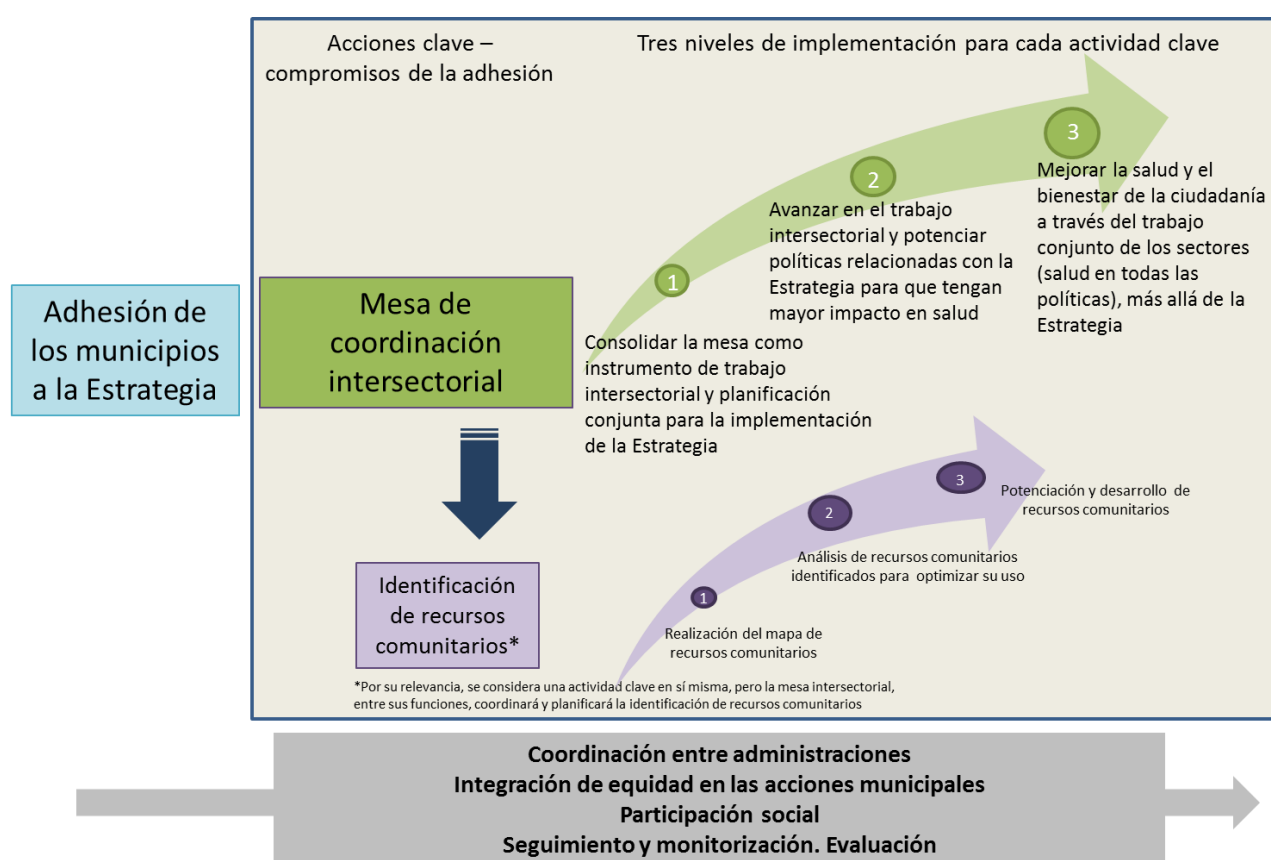 Acciones clave –
compromisos de la adhesión
Tres niveles de implementación para cada actividad clave
Adhesión de
los municipios
a la Estrategia
Mesa de
coordinación
intersectorial
1
Consolidar la mesa como
instrumento de trabajo
intersectorial y planificación
conjunta para la implementación
de la Estrategia
2
Avanzar en el trabajo
intersectorial y potenciar
políticas relacionadas con la
Estrategia para que tengan
mayor impacto en salud
3
Mejorar la salud y el
bienestar de la ciudadanía
a través del trabajo
conjunto de los sectores
(salud en todas las
políticas), más allá de la
Estrategia
Identificación
de recursos
comunitarios*
1
Realización del mapa de
recursos comunitarios
2
Análisis de recursos comunitarios
identificados para optimizar su uso
3
Potenciación y desarrollo de
recursos comunitarios
*Por su relevancia, se considera una actividad clave en sí misma, pero la mesa intersectorial,
entre sus funciones, coordinará y planificará la identificación de recursos comunitarios
Coordinación entre administraciones
Integración de equidad en las acciones municipales
Participación social
Seguimiento y monitorización. Evaluación